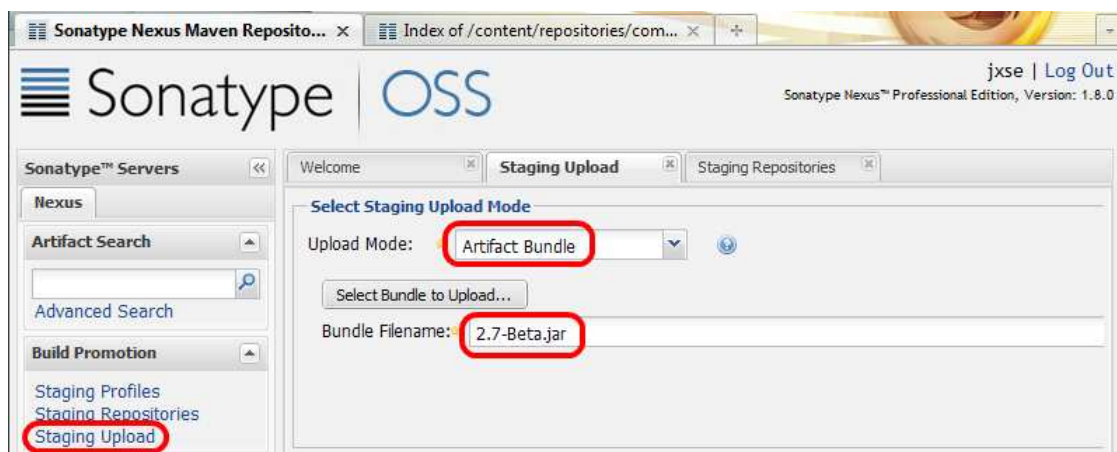 Sonatype Nexus Maven Reposito... × Index of /content/repositories/com... ×
Sonatype OSS
jxse | Log Out
Sonatype Nexus™ Professional Edition, Version: 1.8.0
Sonatype™ Servers
Welcome Staging Upload Staging Repositories
Nexus
Select Staging Upload Mode
Artifact Search
Upload Mode: Artifact Bundle
Select Bundle to Upload...
Advanced Search
Bundle Filename: 2.7-Beta.jar
Build Promotion
Staging Profiles
Staging Repositories
Staging Upload